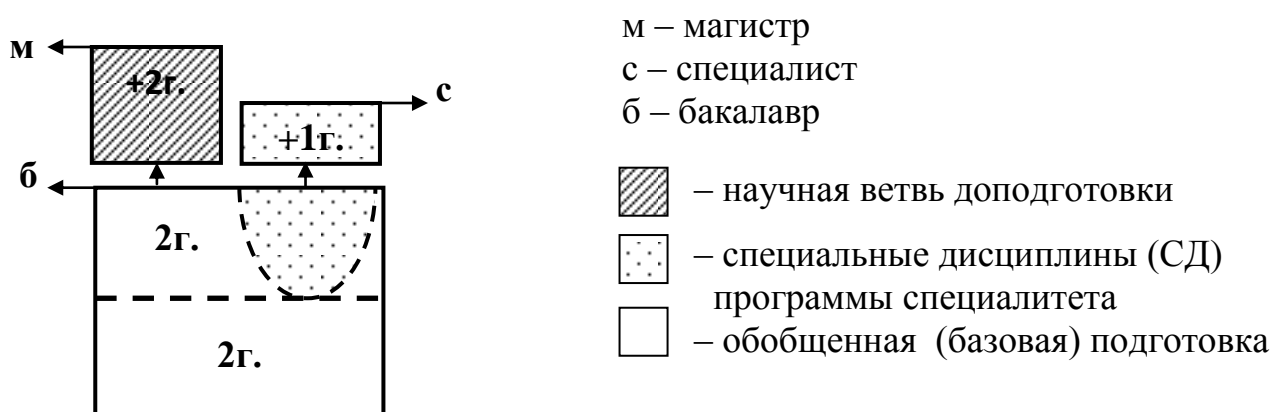 м
+2г.
с
+1г.
б
2г.
2г.
м – магистр
с – специалист
б – бакалавр
– научная ветвь доподготовки
– специальные дисциплины (СД)
программы специалитета
– обобщенная (базовая) подготовка